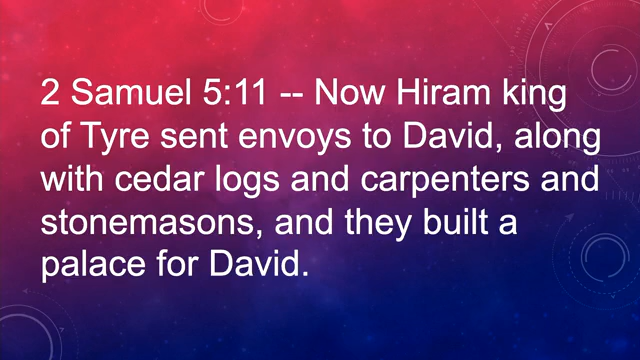 2 Samuel 5:11 -- Now Hiram king
of Tyre sent envoys to David, along
with cedar logs and carpenters and
stonemasons, and they built a
palace for David.